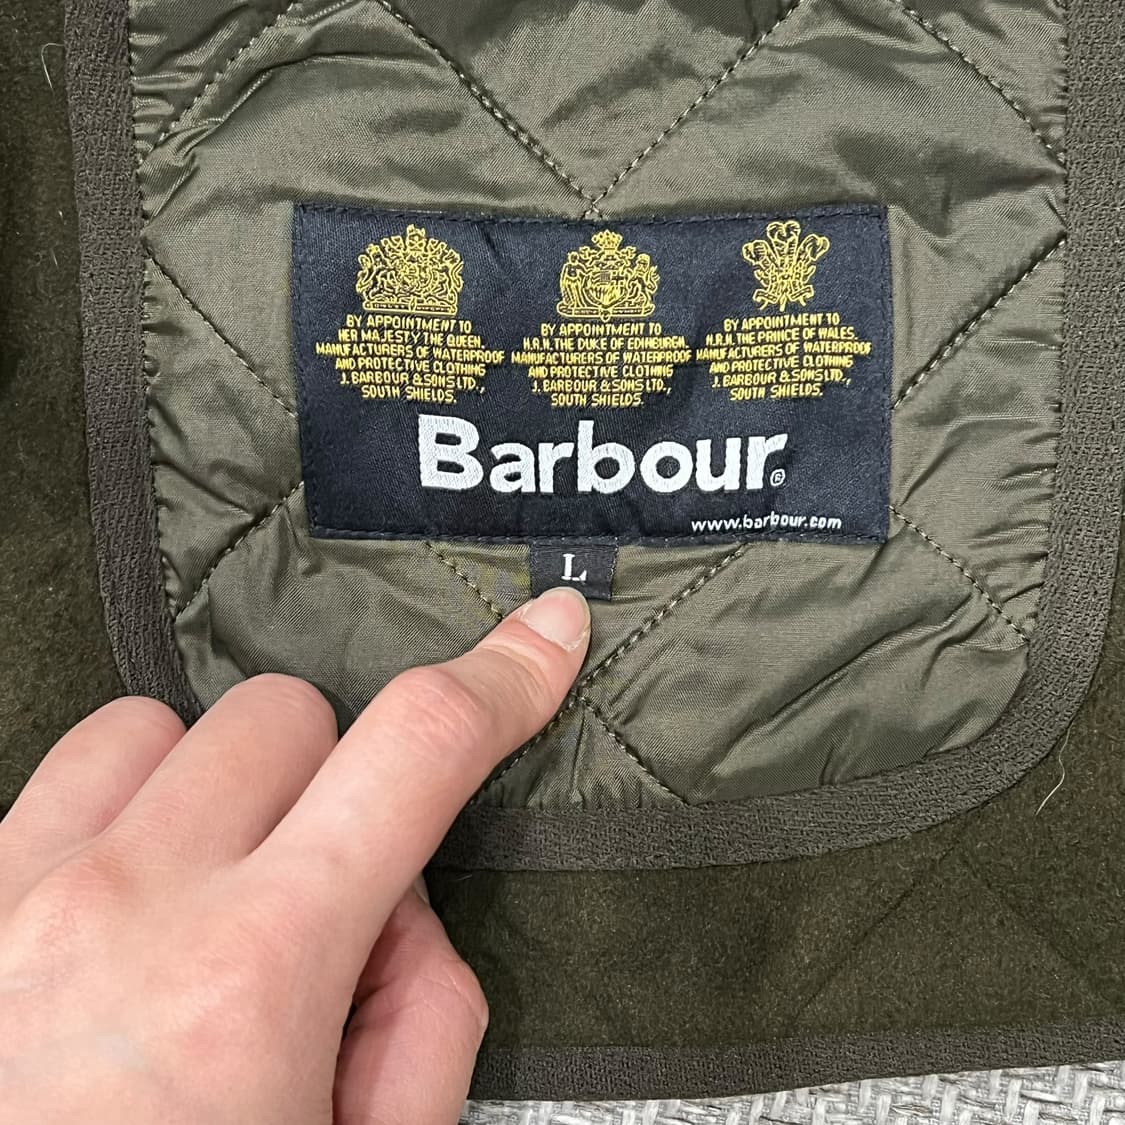 BY APPOINTMENT TO
HER MAJESTY THE QUEEN.
MANUFACTURERS OF WATERPROOF
AND PROTECTIVE CLOTHING
J. BARBOUR & SONS LTD.,
SOUTH SHIELDS.
BY APPOINTMENT TO
H.R.H. THE DUKE OF EDINBURGH.
MANUFACTURERS OF WATERPROOF
AND PROTECTIVE CLOTHING
J. BARBOUR & SONS LTD.,
SOUTH SHIELDS.
BY APPOINTMENT TO
H.R.H. THE PRINCE OF WALES.
MANUFACTURERS OF WATERPROOF
AND PROTECTIVE CLOTHING
J. BARBOUR & SONS LTD.,
SOUTH SHIELDS.
Barbour®
www.barbour.com
L